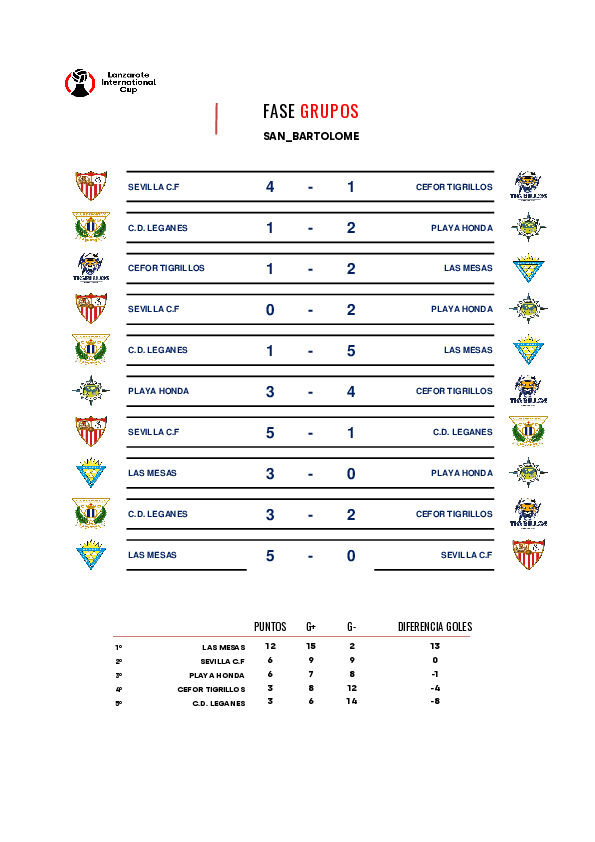 Lanzarote
International
Cup
FASE GRUPOS
SAN_BARTOLOME
SEVILLA C.F 4 - 1 CEFOR TIGRILLOS
C.D. LEGANES 1 - 2 PLAYA HONDA
CEFOR TIGRILLOS 1 - 2 LAS MESAS
SEVILLA C.F 0 - 2 PLAYA HONDA
C.D. LEGANES 1 - 5 LAS MESAS
PLAYA HONDA 3 - 4 CEFOR TIGRILLOS
SEVILLA C.F 5 - 1 C.D. LEGANES
LAS MESAS 3 - 0 PLAYA HONDA
C.D. LEGANES 3 - 2 CEFOR TIGRILLOS
LAS MESAS 5 - 0 SEVILLA C.F
PUNTOS G+ G- DIFERENCIA GOLES
1º LAS MESAS 12 15 2 13
2º SEVILLA C.F 6 9 9 0
3º PLAYA HONDA 6 7 8 -1
4º CEFOR TIGRILLOS 3 8 12 -4
5º C.D. LEGANES 3 6 14 -8